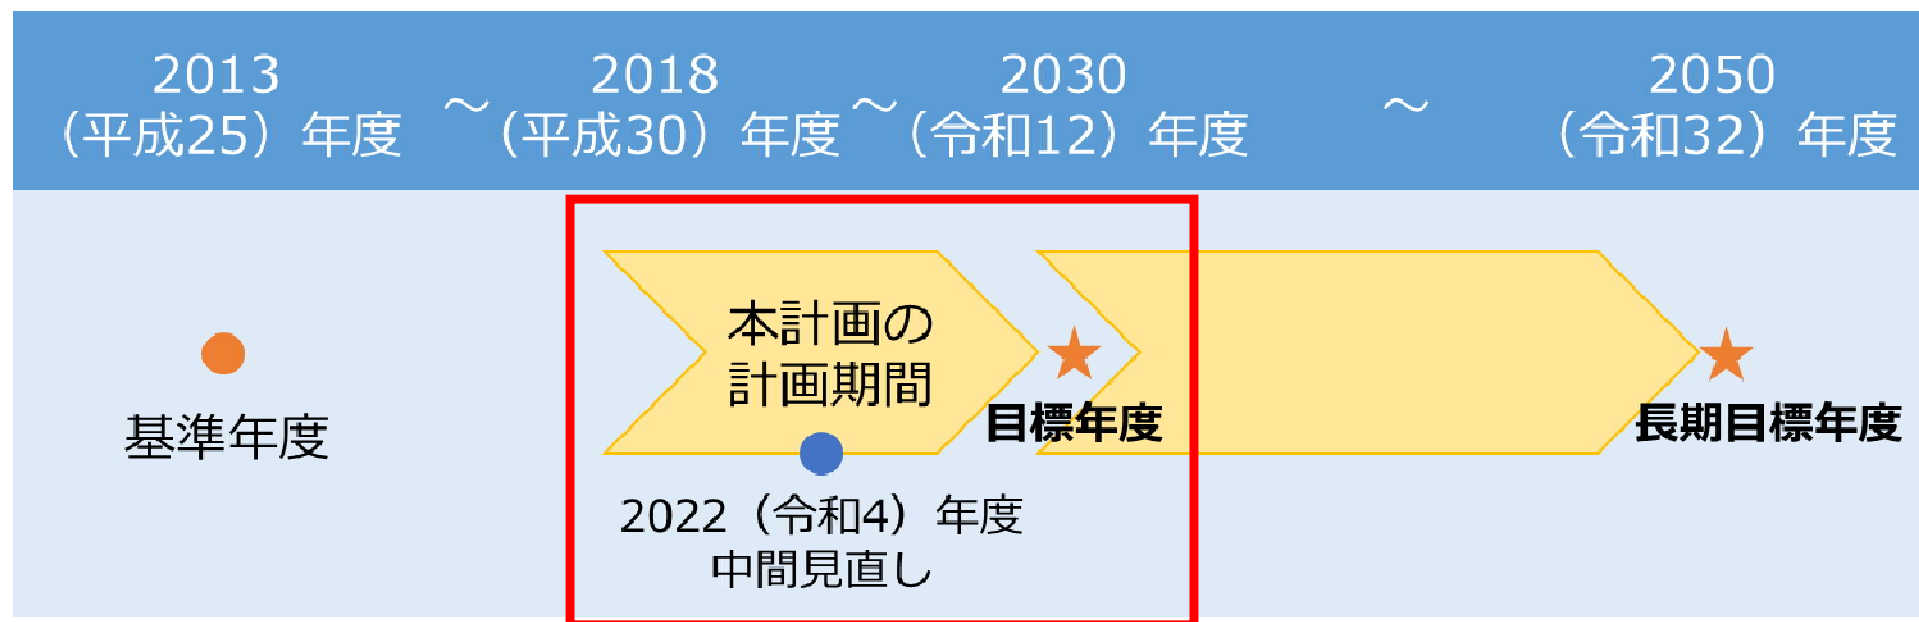 2013
（平成25）年度
～
2018
（平成30）年度
～
2030
（令和12）年度
～
2050
（令和32）年度
本計画の
計画期間
基準年度
目標年度
長期目標年度
2022（令和4）年度
中間見直し